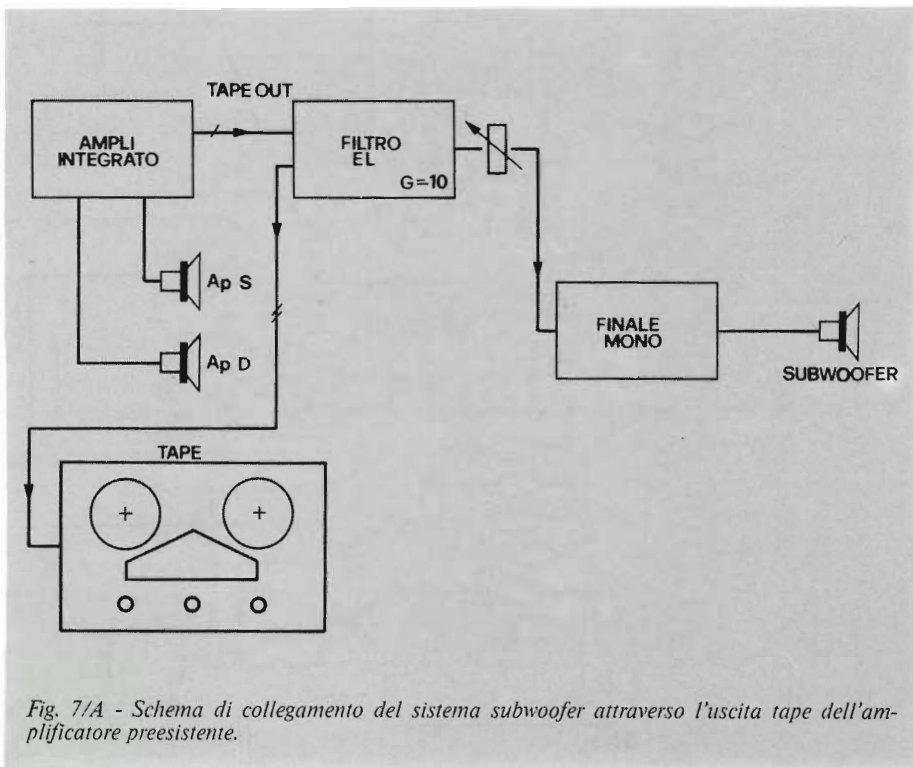 TAPE OUT
AMPLI
INTEGRATO
FILTRO
EL
G=10
Ap S
Ap D
FINALE
MONO
SUBWOOFER
TAPE
Fig. 7/A - Schema di collegamento del sistema subwoofer attraverso l'uscita tape dell'am-
plificatore preesistente.